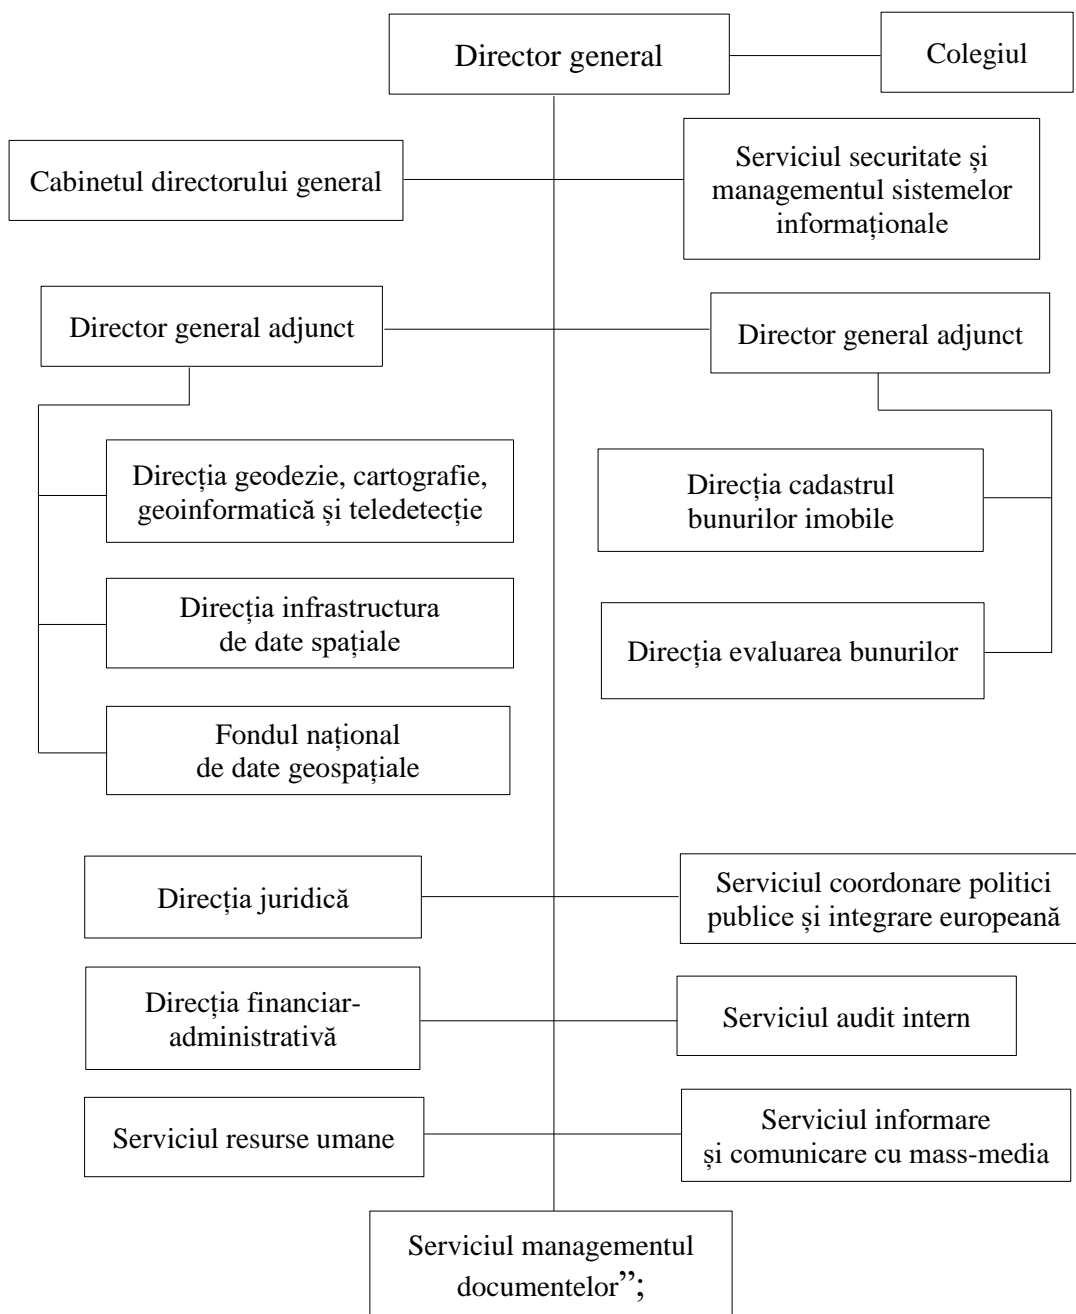 Director general
Colegiul
Cabinetul directorului general
Serviciul securitate și
managementul sistemelor
informaționale
Director general adjunct
Director general adjunct
Direcția geodezie, cartografie,
geoinformatică și teledetecție
Direcția cadastrul
bunurilor imobile
Direcția infrastructura
de date spațiale
Direcția evaluarea bunurilor
Fondul național
de date geospațiale
Direcția juridică
Serviciul coordonare politici
publice și integrare europeană
Direcția financiar-
administrativă
Serviciul audit intern
Serviciul resurse umane
Serviciul informare
și comunicare cu mass-media
Serviciul managementul
documentelor”;